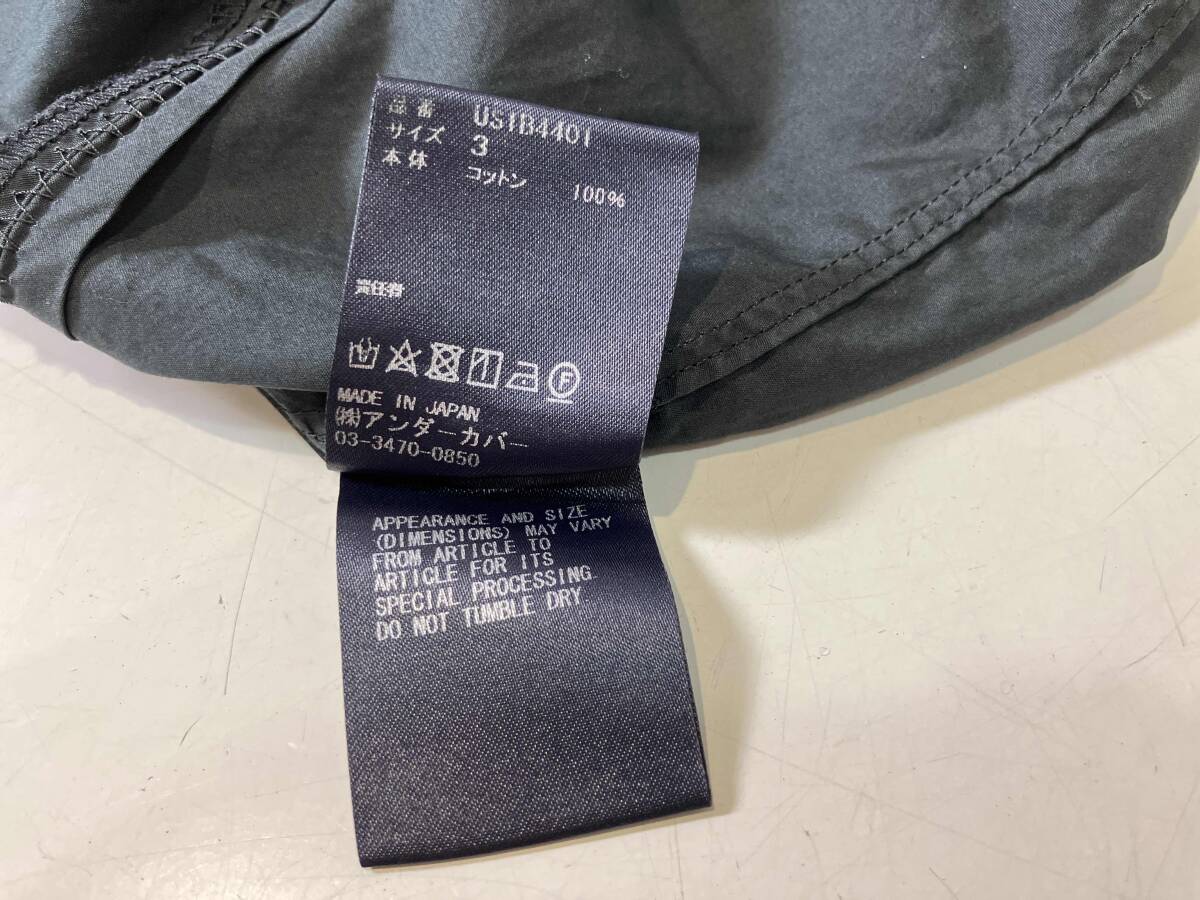 品番 US1B4401
サイズ 3
本体 コットン 100%
責任者
F
MADE IN JAPAN
(株)アンダーカバー
03-3470-0850
APPEARANCE AND SIZE
(DIMENSIONS) MAY VARY
FROM ARTICLE TO
ARTICLE FOR ITS
SPECIAL PROCESSING
DO NOT TUMBLE DRY